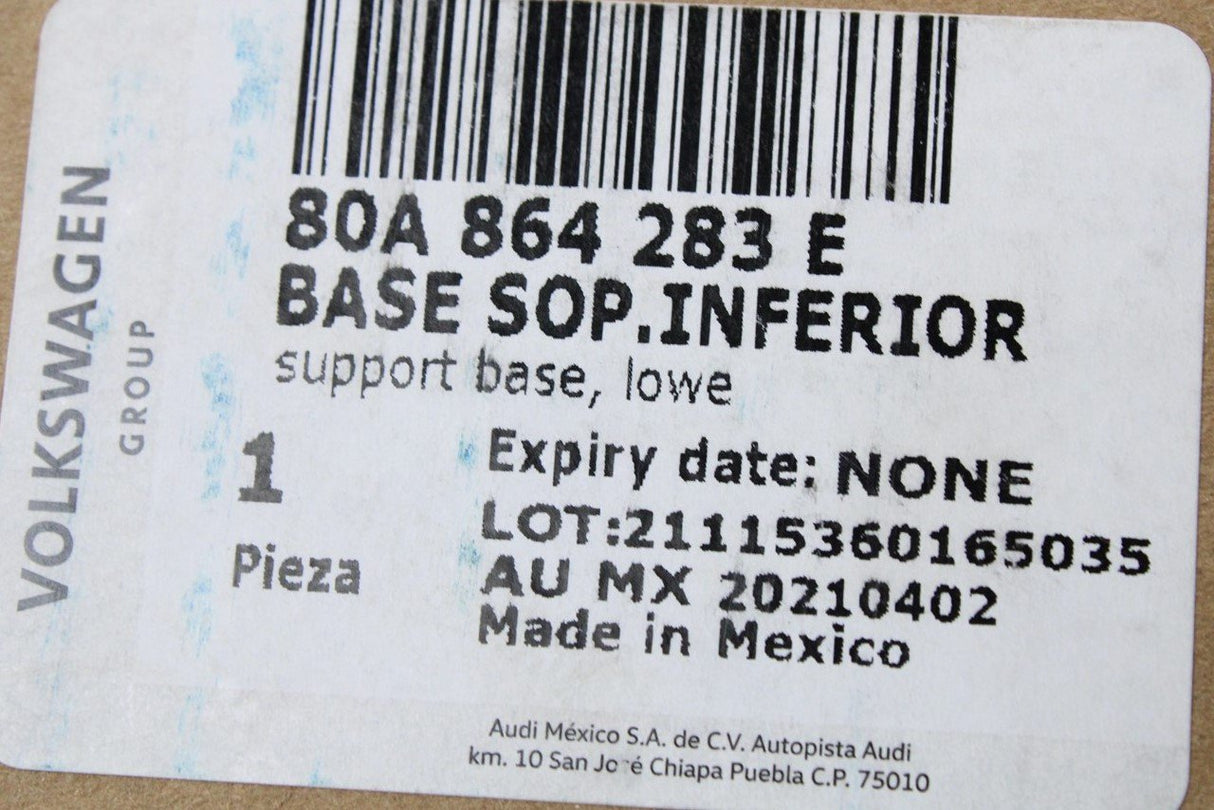 VOLKSWAGEN
GROUP
80A 864 283 E
BASE SOP.INFERIOR
support base, lowe
1
Pieza
Expiry date: NONE
LOT:21115360165035
AU MX 20210402
Made in Mexico
Audi México S.A. de C.V. Autopista Audi
km. 10 San José Chiapa Puebla C.P. 75010